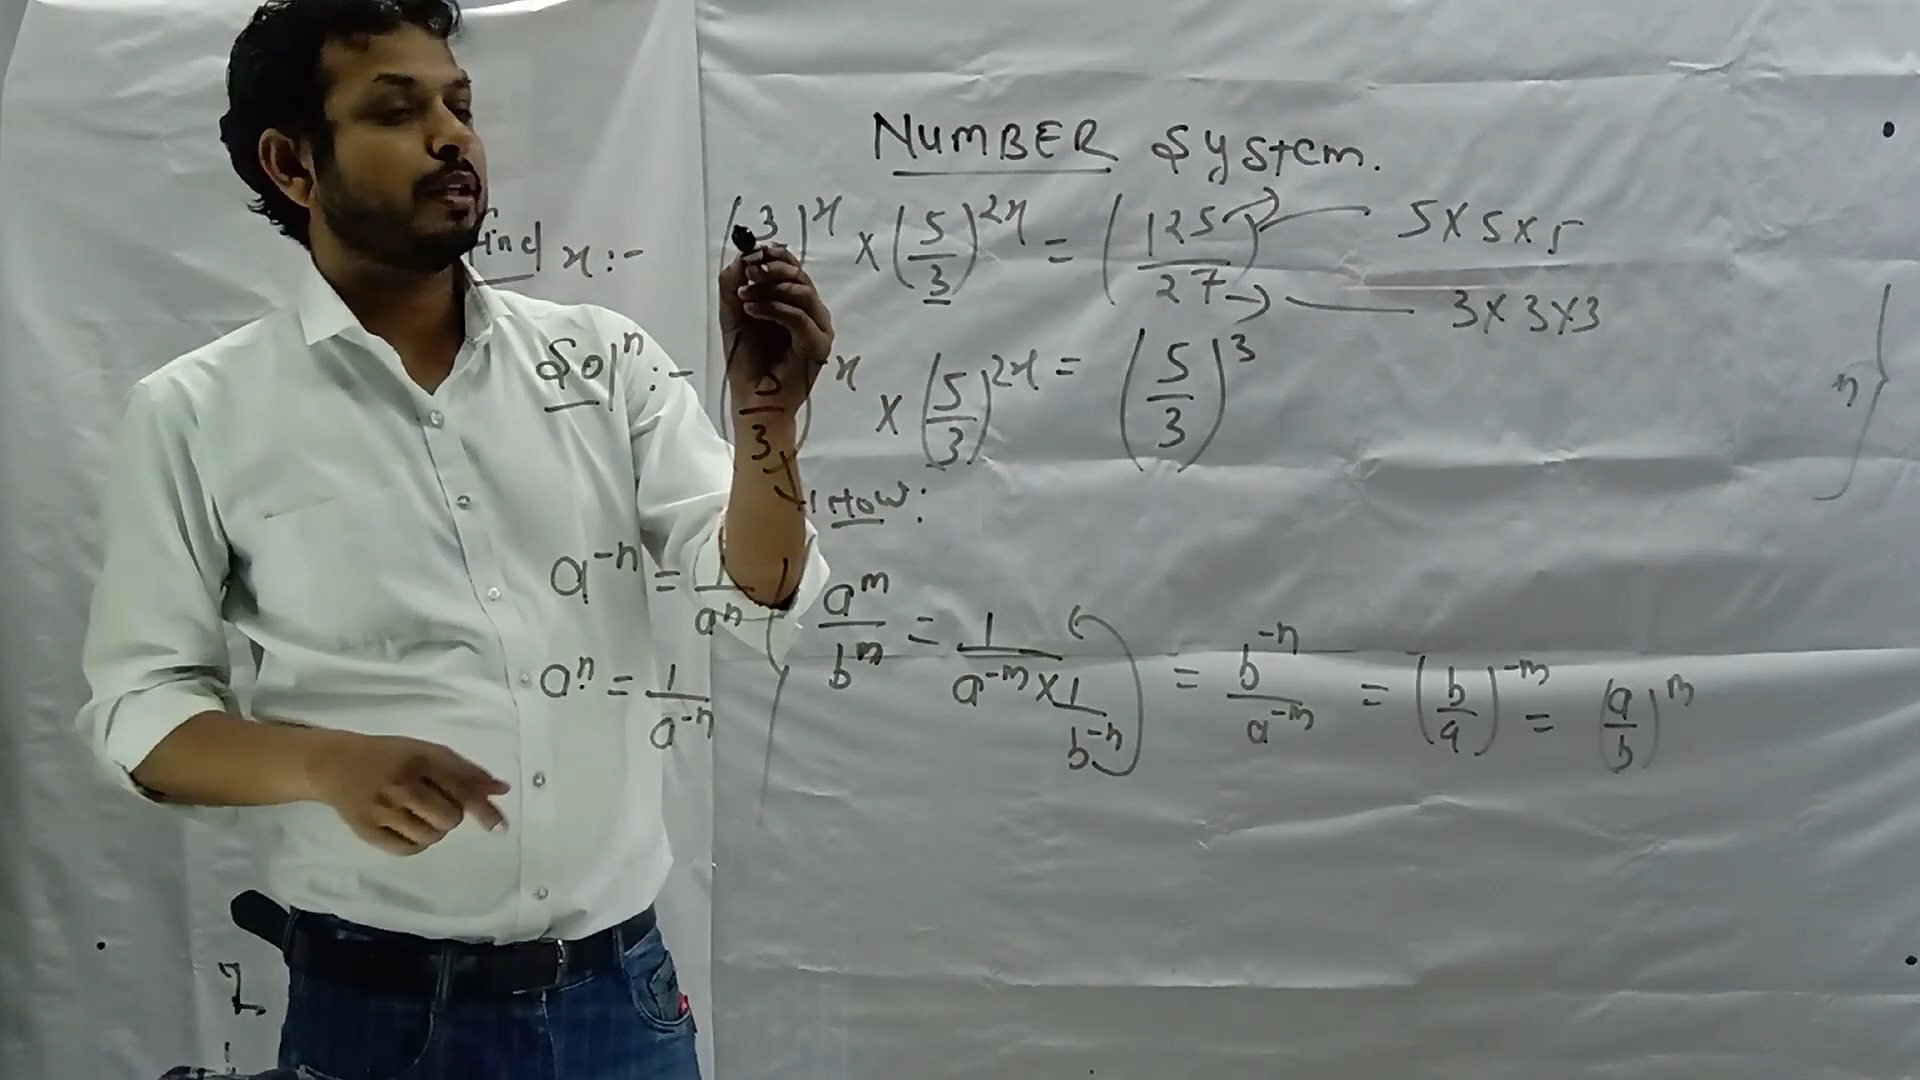 NUMBER System.
find x:- (3 )^x × (5/3)^2x = (125/27) → 5×5×5 / 3×3×3
Sol^n :- (5/3)^-x × (5/3)^2x = (5/3)^3
How:
a^-n = 1/a^n
a^n = 1/a^-n
a^m/b^m = 1/(a^-m × 1/b^-n) = b^-n/a^-m = (b/a)^-m = (a/b)^m